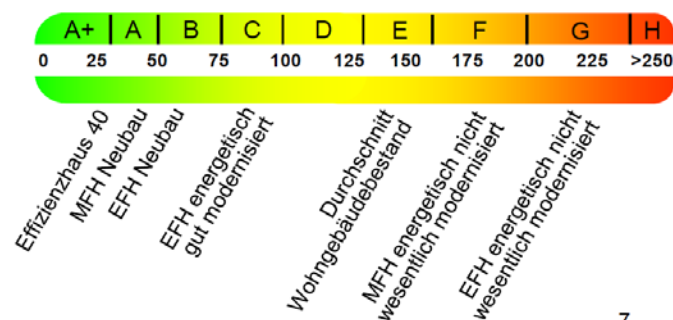 A+ A B C D E F G H
0 25 50 75 100 125 150 175 200 225 >250
Effizienzhaus 40
MFH Neubau
EFH Neubau
EFH energetisch
gut modernisiert
Durchschnitt
Wohngebäudebestand
MFH energetisch nicht
wesentlich modernisiert
EFH energetisch nicht
wesentlich modernisiert